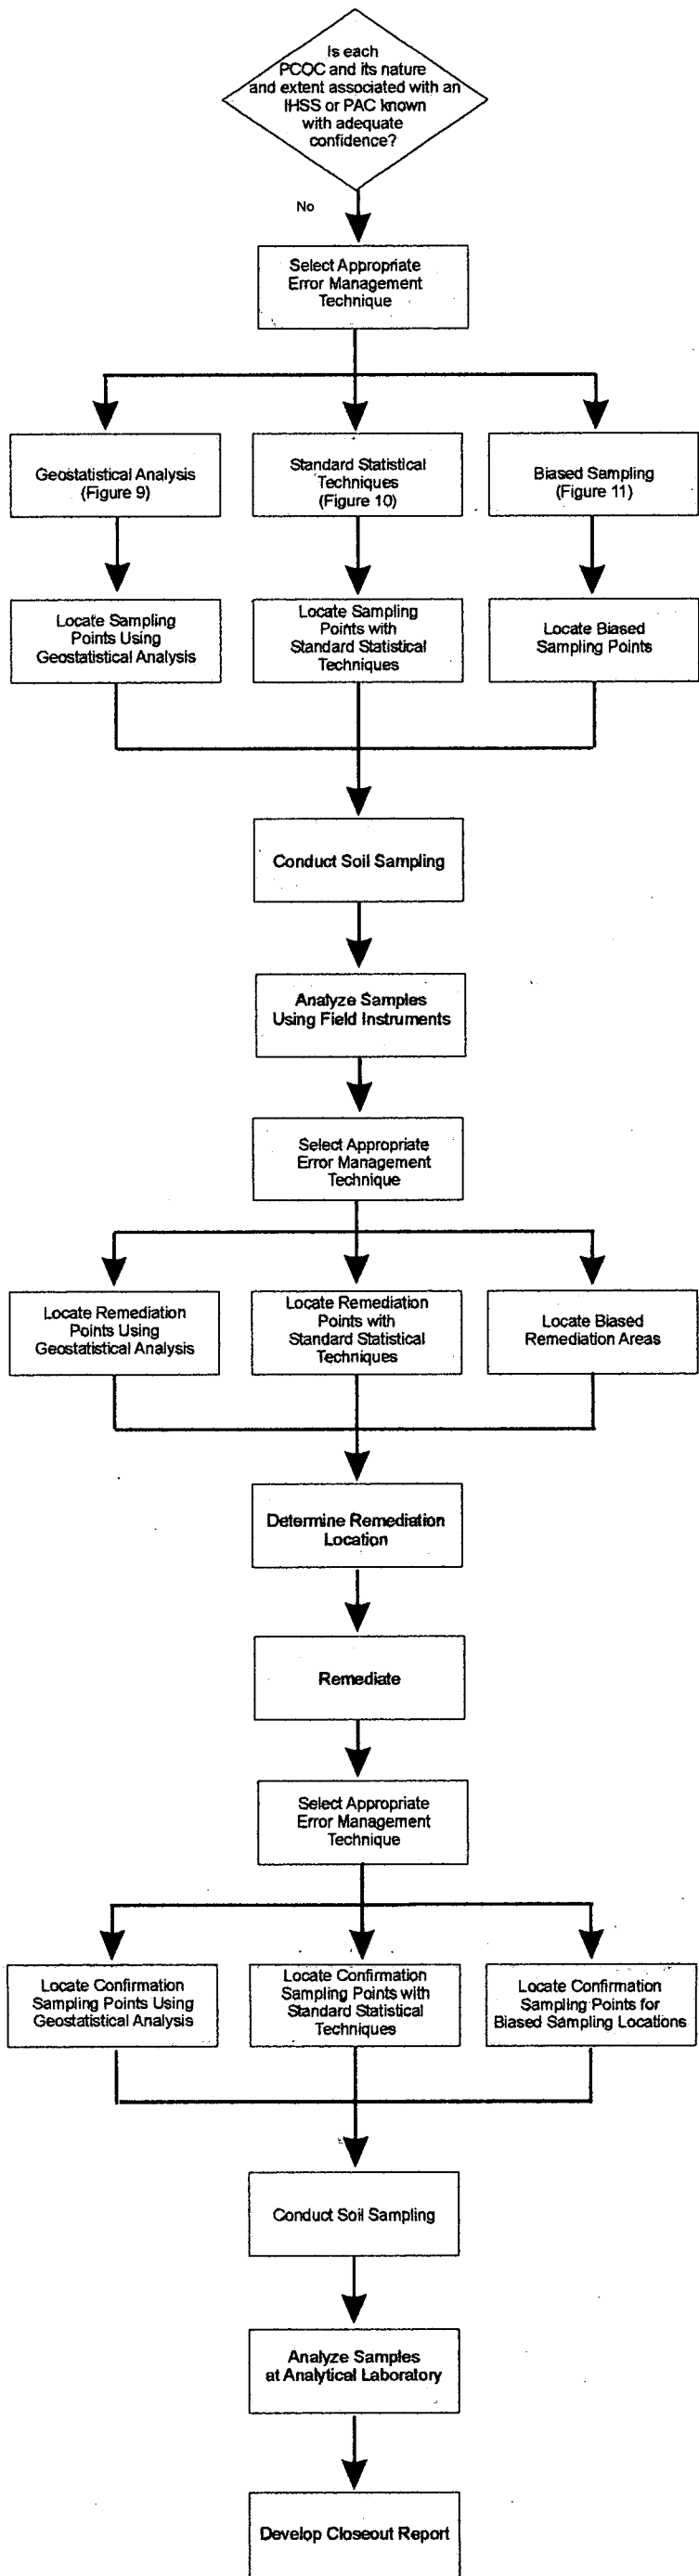 Is each
PCOC and its nature
and extent associated with an
IHSS or PAC known
with adequate
confidence?
No
Select Appropriate
Error Management
Technique
Geostatistical Analysis
(Figure 9)
Standard Statistical
Techniques
(Figure 10)
Biased Sampling
(Figure 11)
Locate Sampling
Points Using
Geostatistical Analysis
Locate Sampling
Points with
Standard Statistical
Techniques
Locate Biased
Sampling Points
Conduct Soil Sampling
Analyze Samples
Using Field Instruments
Select Appropriate
Error Management
Technique
Locate Remediation
Points Using
Geostatistical Analysis
Locate Remediation
Points with
Standard Statistical
Techniques
Locate Biased
Remediation Areas
Determine Remediation
Location
Remediate
Select Appropriate
Error Management
Technique
Locate Confirmation
Sampling Points Using
Geostatistical Analysis
Locate Confirmation
Sampling Points with
Standard Statistical
Techniques
Locate Confirmation
Sampling Points for
Biased Sampling Locations
Conduct Soil Sampling
Analyze Samples
at Analytical Laboratory
Develop Closeout Report